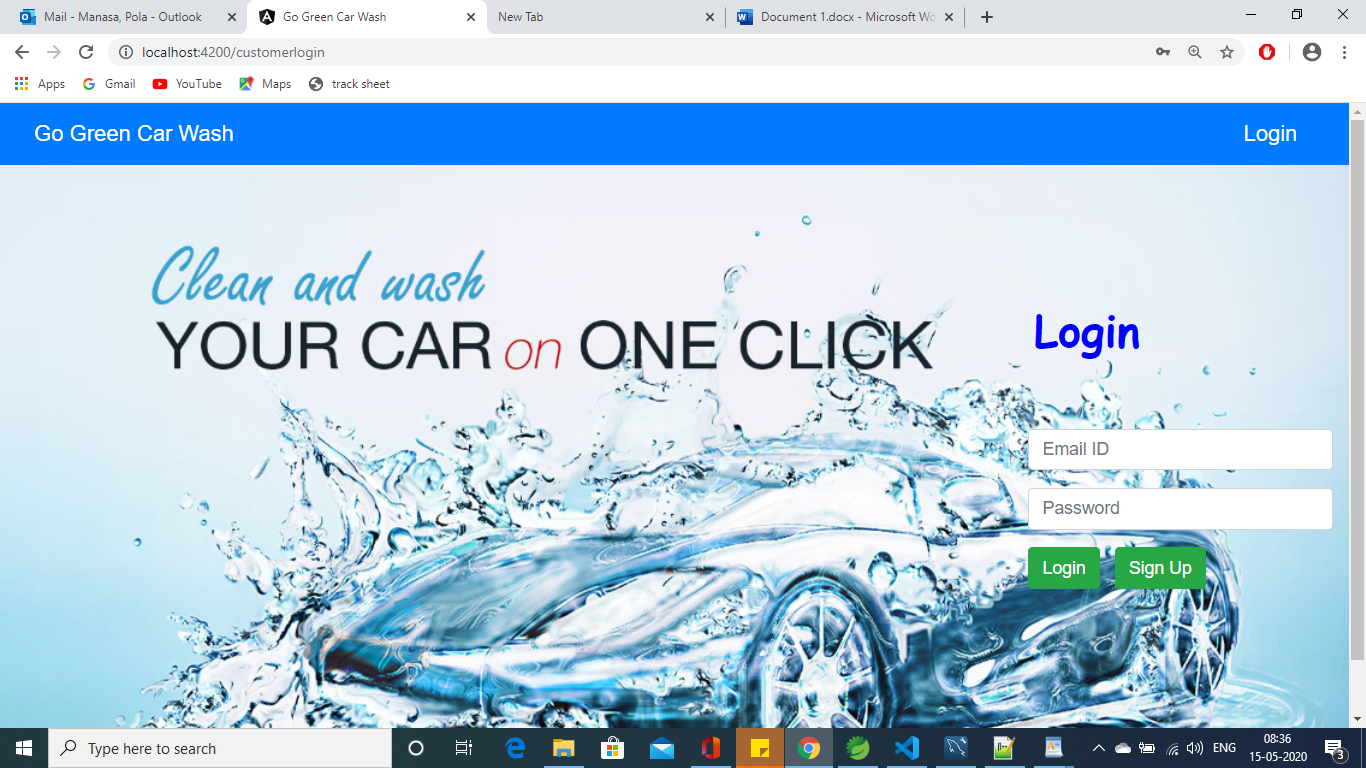 Mail - Manasa, Pola - Outlook
Go Green Car Wash
New Tab
Document 1.docx - Microsoft Wo
localhost:4200/customerlogin
Apps
Gmail
YouTube
Maps
track sheet
Go Green Car Wash
Login
Clean and wash
YOUR CAR on ONE CLICK
Login
Email ID
Password
Login
Sign Up
Type here to search
ENG
08:36
15-05-2020
3